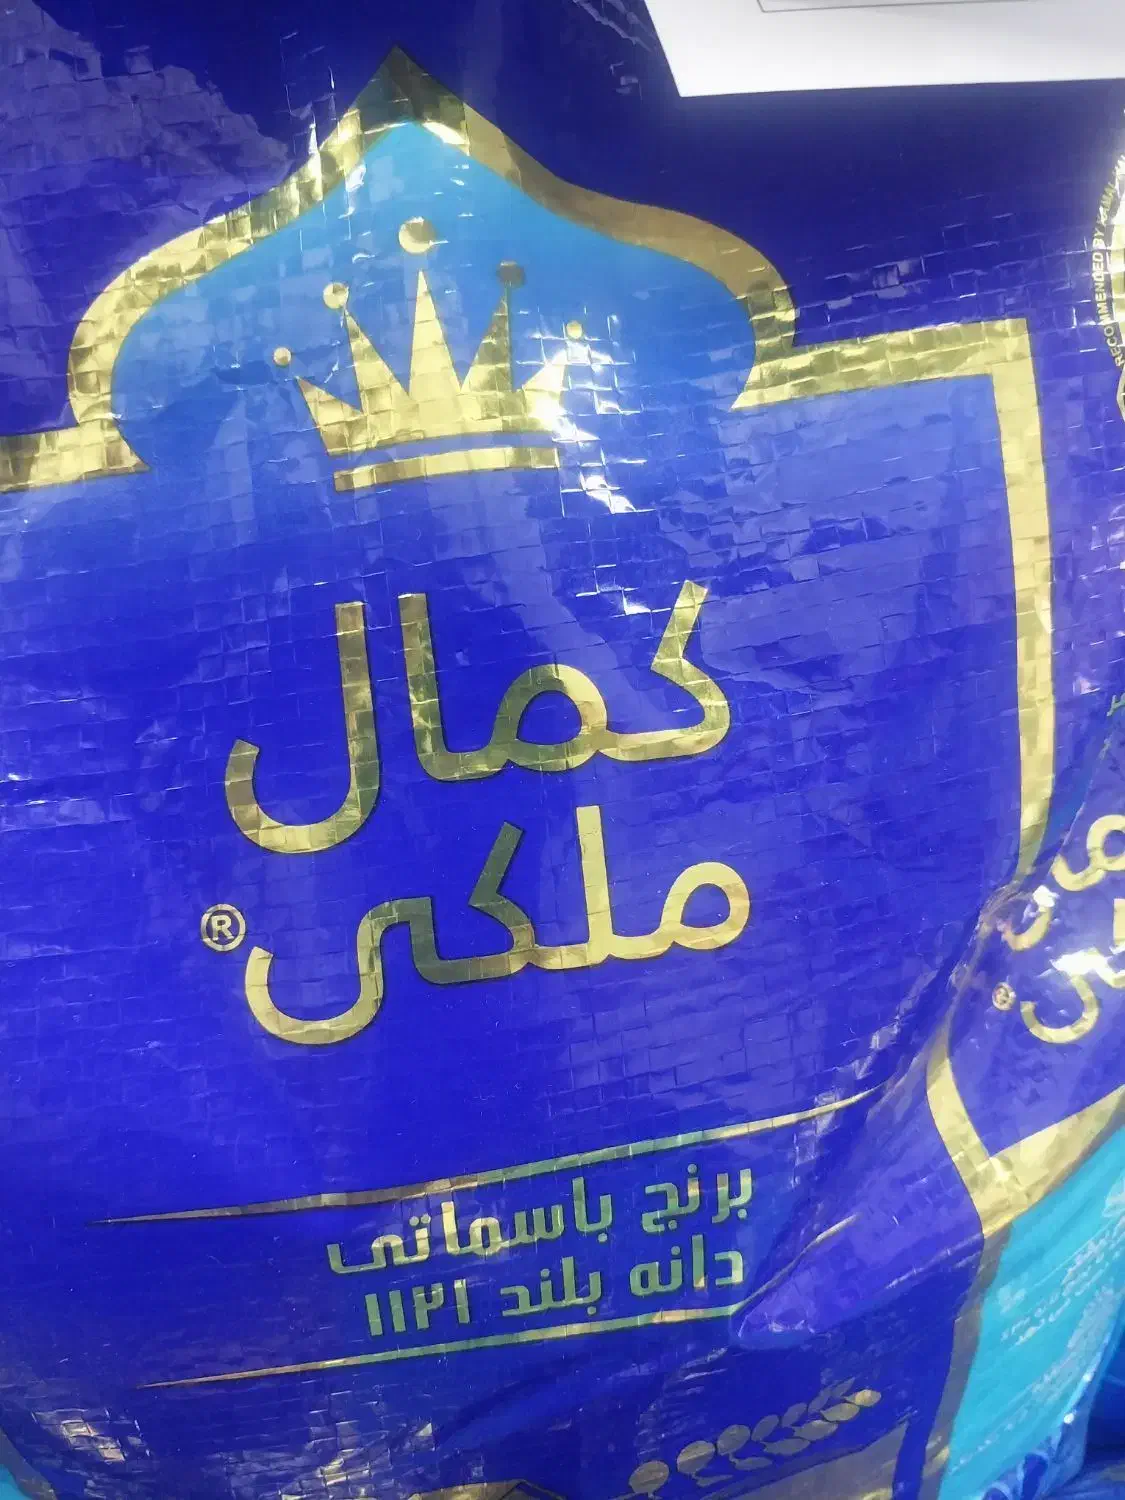 کمال
ملکی®
برنج باسماتی
دانه بلند ۱۱۲۱
RECOMMENDED BY